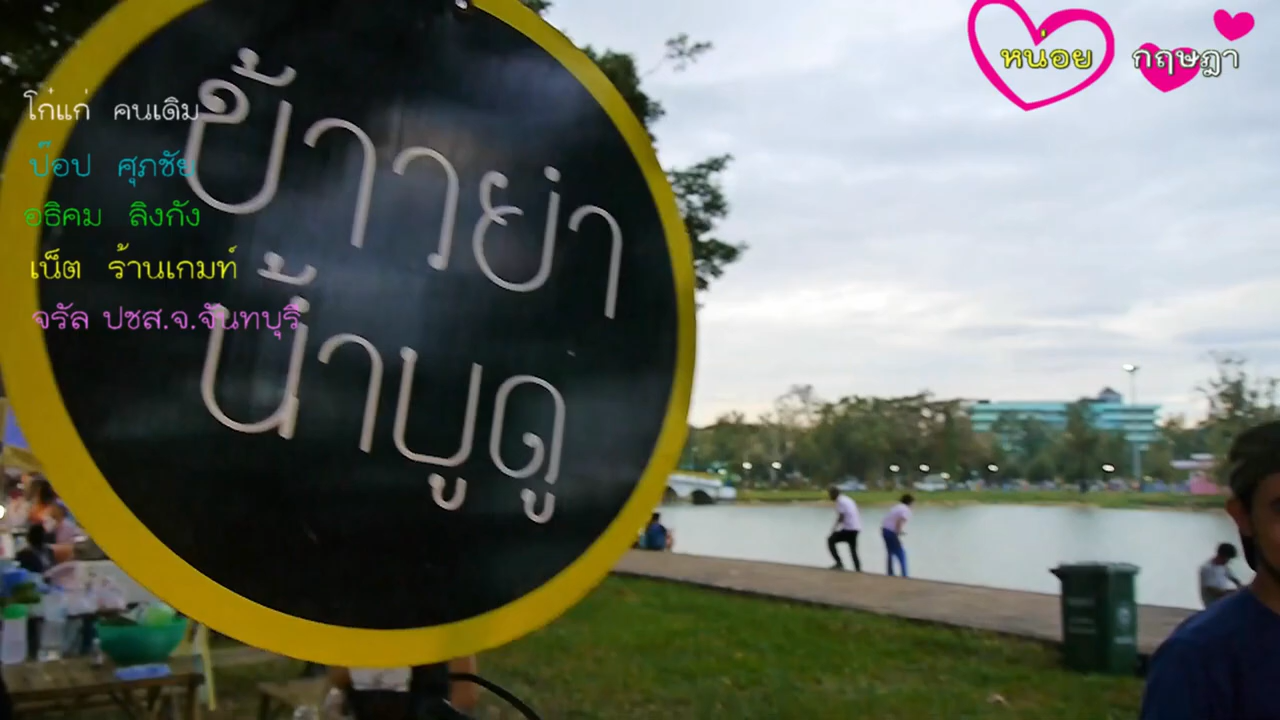 หน่อย กฤษฎา
โก๋แก่ คนเดิม
ป๊อป ศุภชัย
อธิคม ลิงกัง
เน็ต ร้านเกมท์
จรัล ปชส.จ.จันทบุรี
ข้าวยำ
น้ำบูดู